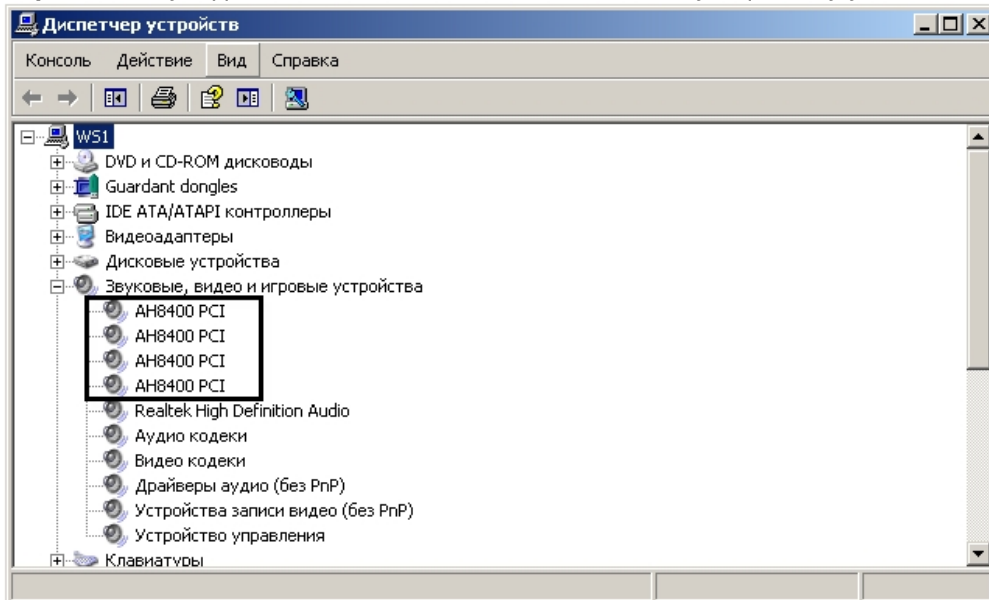 Диспетчер устройств
Консоль Действие Вид Справка
WS1
DVD и CD-ROM дисководы
Guardant dongles
IDE ATA/ATAPI контроллеры
Видеоадаптеры
Дисковые устройства
Звуковые, видео и игровые устройства
AH8400 PCI
AH8400 PCI
AH8400 PCI
AH8400 PCI
Realtek High Definition Audio
Аудио кодеки
Видео кодеки
Драйверы аудио (без PnP)
Устройства записи видео (без PnP)
Устройство управления
Клавиатуры